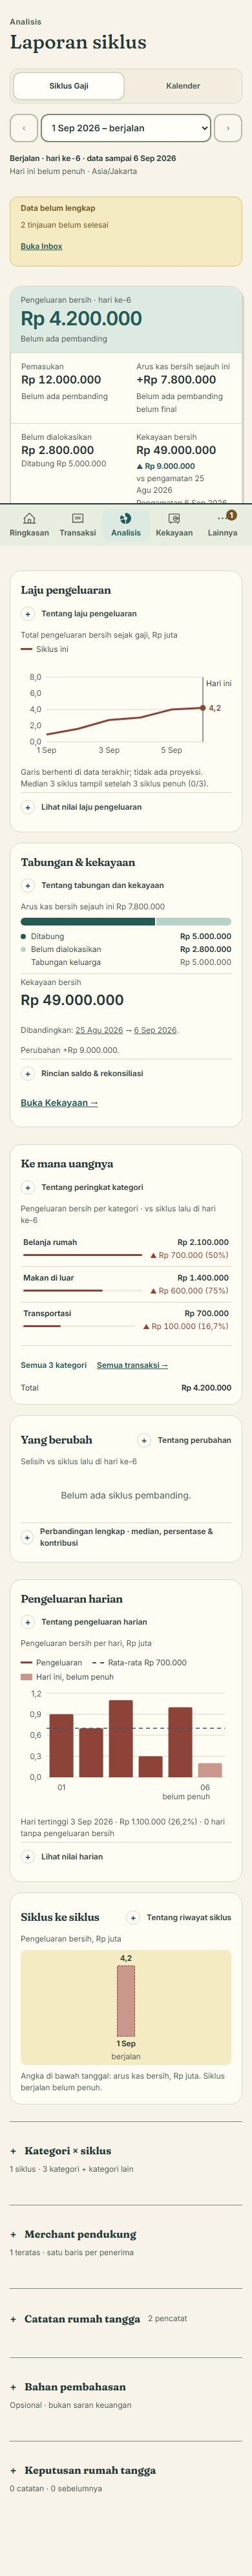 Analisis
Laporan siklus
Siklus Gaji
Kalender
‹
1 Sep 2026 – berjalan
›
Berjalan · hari ke-6 · data sampai 6 Sep 2026
Hari ini belum penuh · Asia/Jakarta
Data belum lengkap
2 tinjauan belum selesai
Buka Inbox
Pengeluaran bersih · hari ke-6
Rp 4.200.000
Belum ada pembanding
Pemasukan
Rp 12.000.000
Belum ada pembanding
Arus kas bersih sejauh ini
+Rp 7.800.000
Belum ada pembanding
belum final
Belum dialokasikan
Rp 2.800.000
Ditabung Rp 5.000.000
Kekayaan bersih
Rp 49.000.000
▲ Rp 9.000.000
vs pengamatan 25
Agu 2026
Ringkasan
Transaksi
Analisis
Kekayaan
Lainnya
1
Laju pengeluaran
+ Tentang laju pengeluaran
Total pengeluaran bersih sejak gaji, Rp juta
Siklus ini
8,0
6,0
4,0
2,0
0,0
Hari ini
4,2
1 Sep
3 Sep
5 Sep
Garis berhenti di data terakhir; tidak ada proyeksi.
Median 3 siklus tampil setelah 3 siklus penuh (0/3).
+ Lihat nilai laju pengeluaran
Tabungan & kekayaan
+ Tentang tabungan dan kekayaan
Arus kas bersih sejauh ini Rp 7.800.000
Ditabung Rp 5.000.000
Belum dialokasikan Rp 2.800.000
Tabungan keluarga Rp 5.000.000
Kekayaan bersih
Rp 49.000.000
Dibandingkan: 25 Agu 2026 → 6 Sep 2026.
Perubahan +Rp 9.000.000.
+ Rincian saldo & rekonsiliasi
Buka Kekayaan →
Ke mana uangnya
+ Tentang peringkat kategori
Pengeluaran bersih per kategori · vs siklus lalu di hari
ke-6
Belanja rumah Rp 2.100.000
▲ Rp 700.000 (50%)
Makan di luar Rp 1.400.000
▲ Rp 600.000 (75%)
Transportasi Rp 700.000
▲ Rp 100.000 (16,7%)
Semua 3 kategori Semua transaksi →
Total Rp 4.200.000
Yang berubah
+ Tentang perubahan
Selisih vs siklus lalu di hari ke-6
Belum ada siklus pembanding.
+ Perbandingan lengkap · median, persentase &
kontribusi
Pengeluaran harian
+ Tentang pengeluaran harian
Pengeluaran bersih per hari, Rp juta
Pengeluaran
Rata-rata Rp 700.000
Hari ini, belum penuh
1,2
0,9
0,6
0,3
0,0
01
06
belum penuh
Hari tertinggi 3 Sep 2026 · Rp 1.100.000 (26,2%) · 0 hari
tanpa pengeluaran bersih
+ Lihat nilai harian
Siklus ke siklus
+ Tentang riwayat siklus
Pengeluaran bersih, Rp juta
4,2
1 Sep
berjalan
Angka di bawah tanggal: arus kas bersih, Rp juta. Siklus
berjalan belum penuh.
+ Kategori × siklus
1 siklus · 3 kategori + kategori lain
+ Merchant pendukung
1 teratas · satu baris per penerima
+ Catatan rumah tangga 2 pencatat
+ Bahan pembahasan
Opsional · bukan saran keuangan
+ Keputusan rumah tangga
0 catatan · 0 sebelumnya